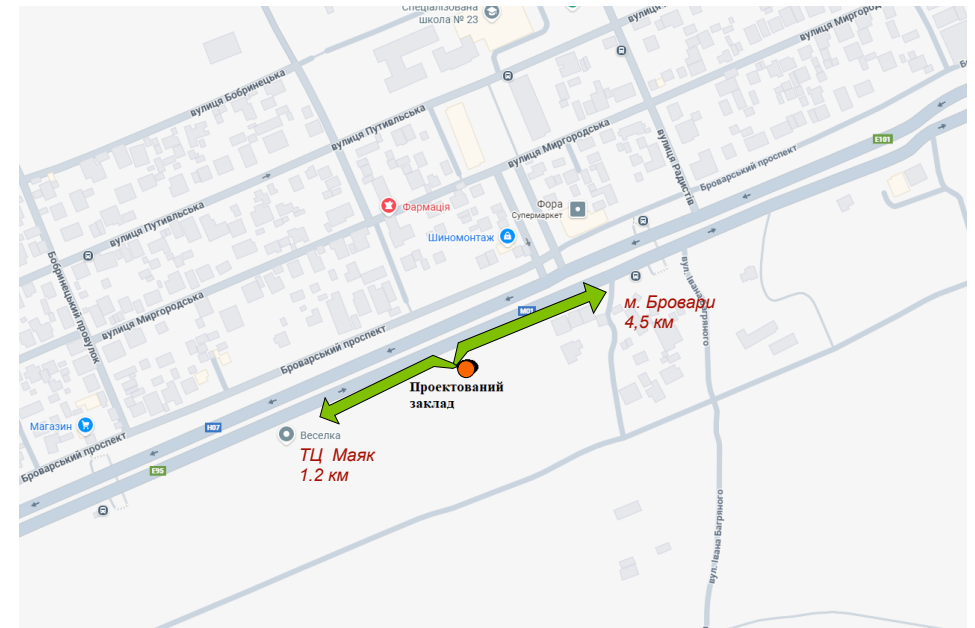 Спеціалізована
школа № 23
вулиця Миргород
вулиця Бобринецька
вулиця Путивльська
вулиця Миргородська
вулиця Радистів
E101
Броварський проспект
Фармація
Фора
Супермаркет
Шиномонтаж
вулиця Путивльська
Бобринецький провулок
вул. Івана Багряного
м. Бровари
4,5 км
M01
вулиця Миргородська
Броварський проспект
Проектований
заклад
Магазин
H07
Веселка
ТЦ Маяк
1.2 км
Броварський проспект
E95
вул. Івана Багряного